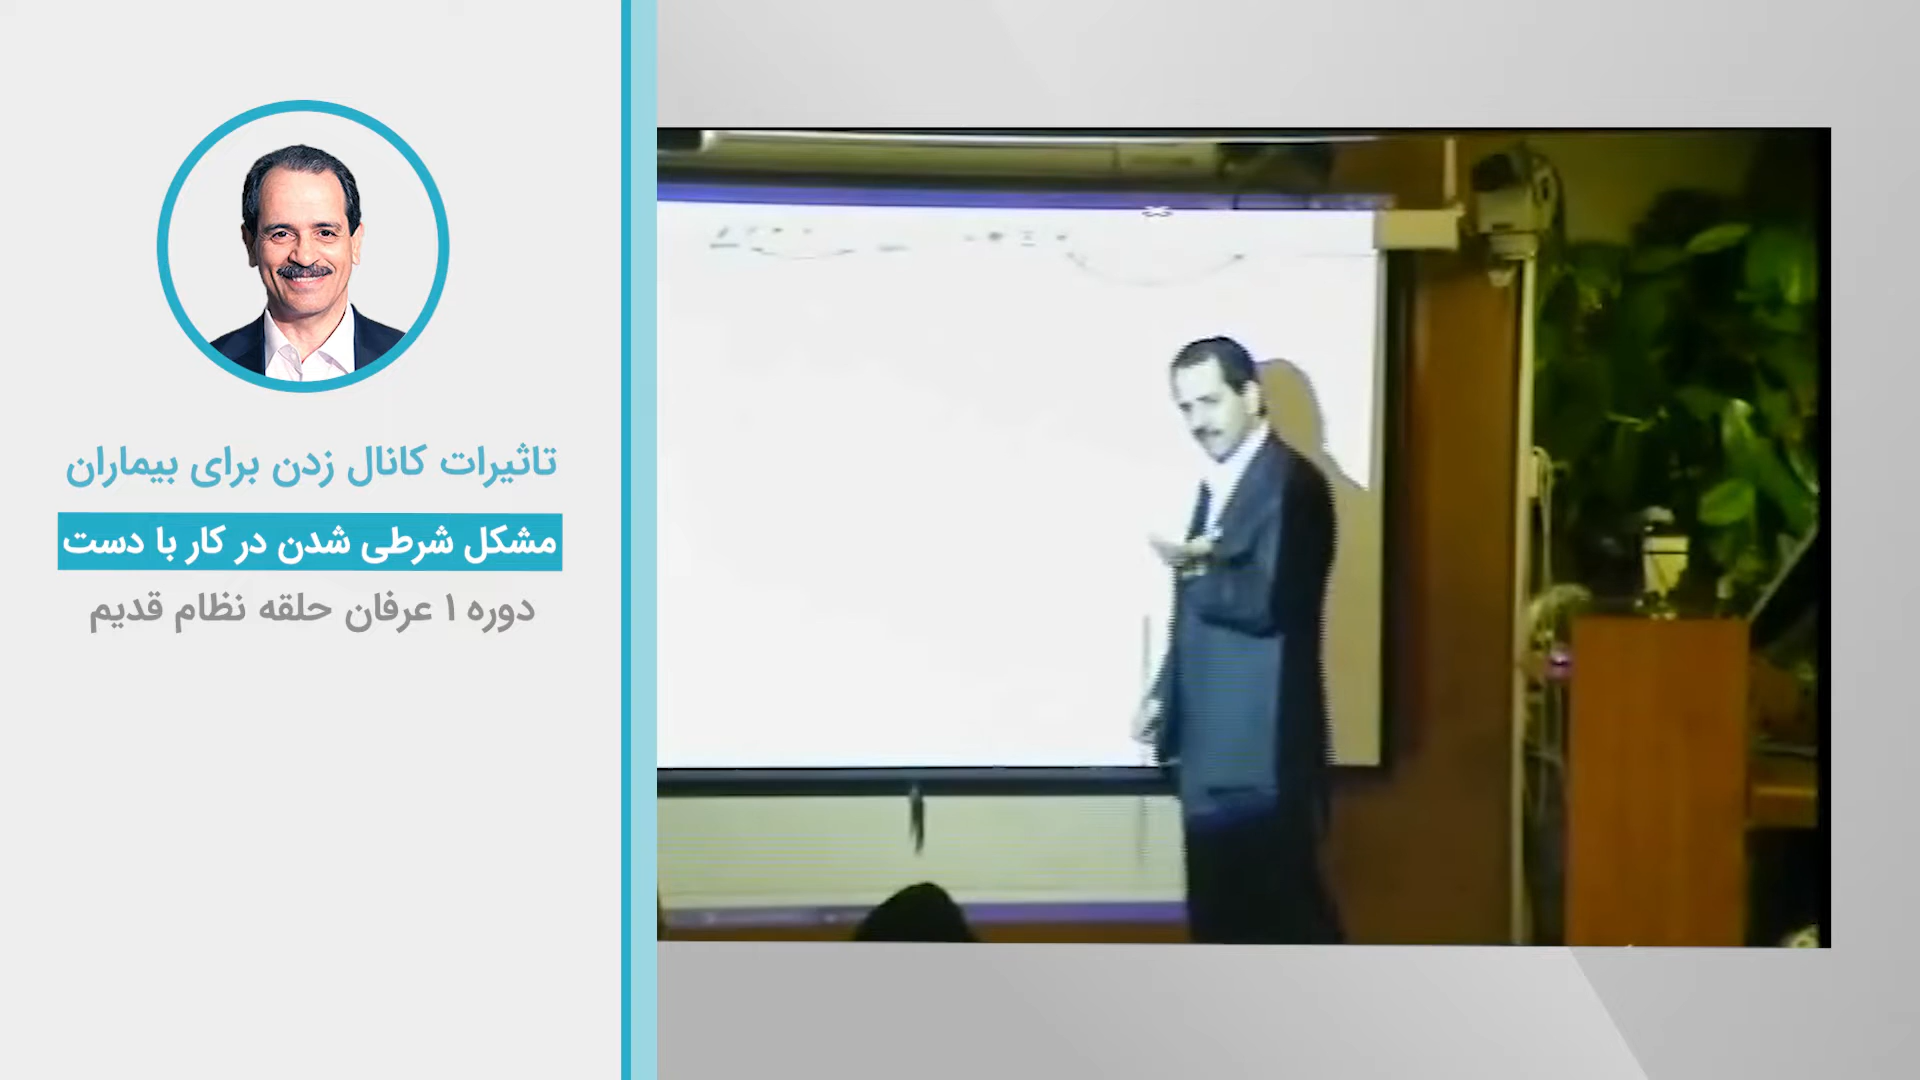 تاثیرات کانال زدن برای بیماران
مشکل شرطی شدن در کار با دست
دوره ۱ عرفان حلقه نظام قدیم